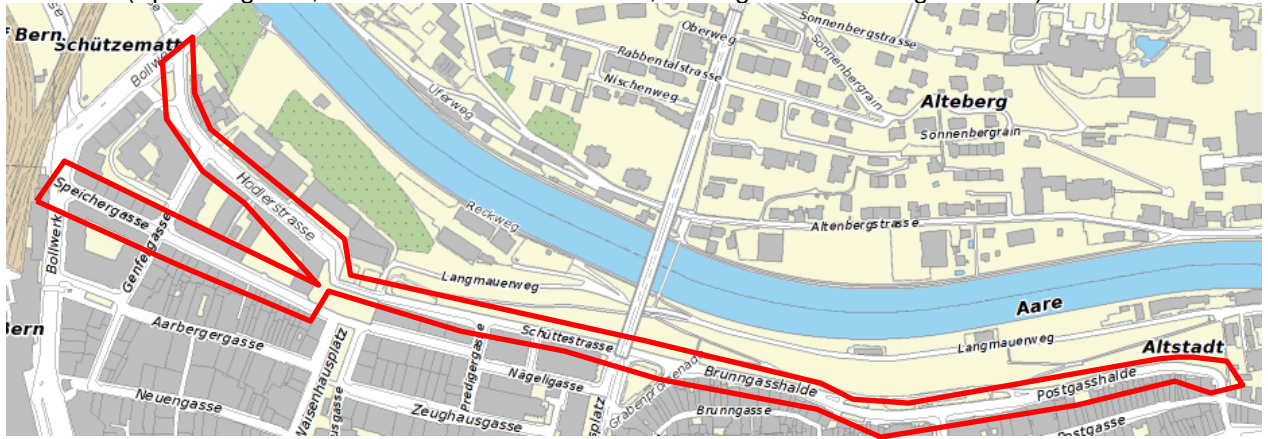 f Bern
Schützematt
Bollwe
Sonnenbergstrasse
Oberweg
Sonnenbergrain
Rabbentalstrasse
Nischenweg
Uferweg
Alteberg
Sonnenbergrain
Speichergasse
Hodlerstrasse
Reckweg
Altenbergstrasse
Bollwerk
Genfergasse
Langmauerweg
Aare
Bern
Aarbergergasse
Schüttestrasse
Langmauerweg
Altstadt
Predigergasse
Nägeligasse
Brunngasshalde
Postgasshalde
Neuengasse
Waisenhausplatz
Zeughausgasse
Grabenpromenade
Brunngasse
Postgasse